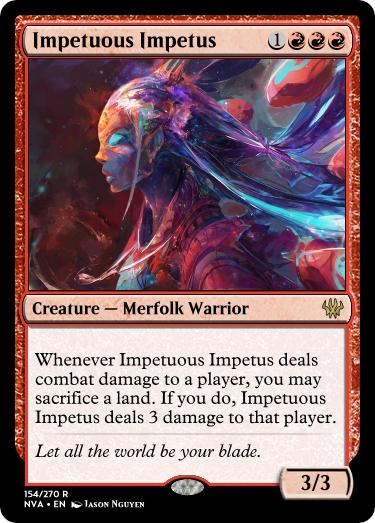 Impetuous Impetus 1
Creature — Merfolk Warrior
Whenever Impetuous Impetus deals
combat damage to a player, you may
sacrifice a land. If you do, Impetuous
Impetus deals 3 damage to that player.
Let all the world be your blade.
3/3
154/270 R
NVA • EN Jason Nguyen